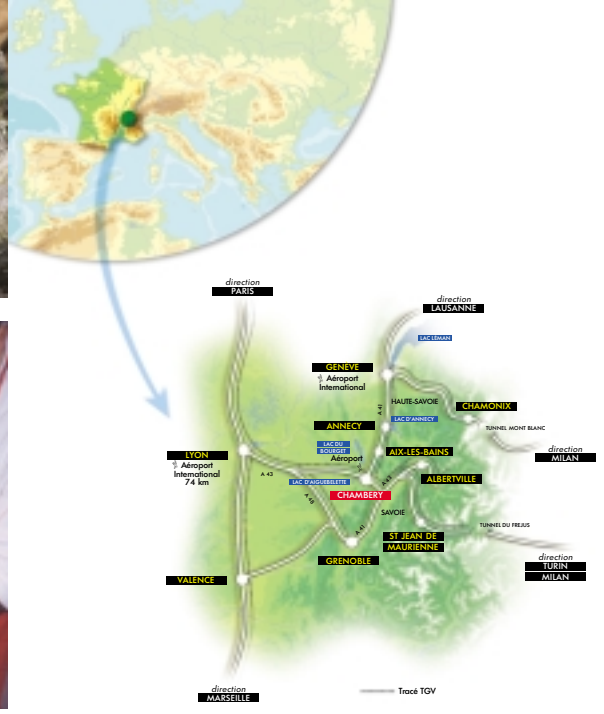 direction
PARIS
direction
LAUSANNE
LAC LÉMAN
GENÈVE
Aéroport
International
HAUTE-SAVOIE
A 41
CHAMONIX
ANNECY
LAC D'ANNECY
TUNNEL MONT BLANC
LAC DU
BOURGET
Aéroport
AIX-LES-BAINS
direction
MILAN
LYON
Aéroport
International
74 km
A 43
LAC D'AIGUEBELETTE
ALBERTVILLE
CHAMBERY
A 43
A 48
SAVOIE
A 41
TUNNEL DU FREJUS
ST JEAN DE
MAURIENNE
GRENOBLE
direction
TURIN
MILAN
VALENCE
direction
MARSEILLE
Tracé TGV